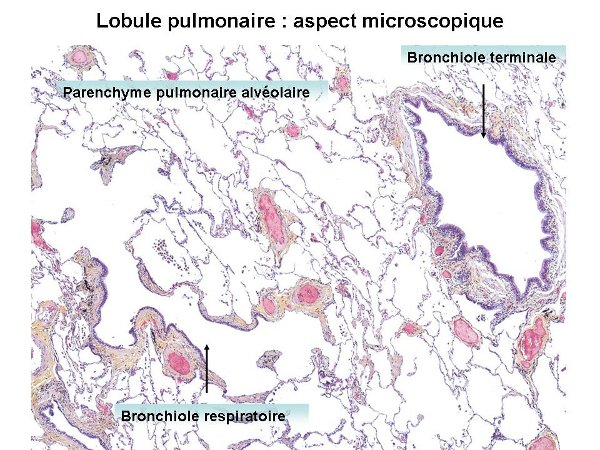 Lobule pulmonaire : aspect microscopique
Bronchiole terminale
Parenchyme pulmonaire alvéolaire
Bronchiole respiratoire